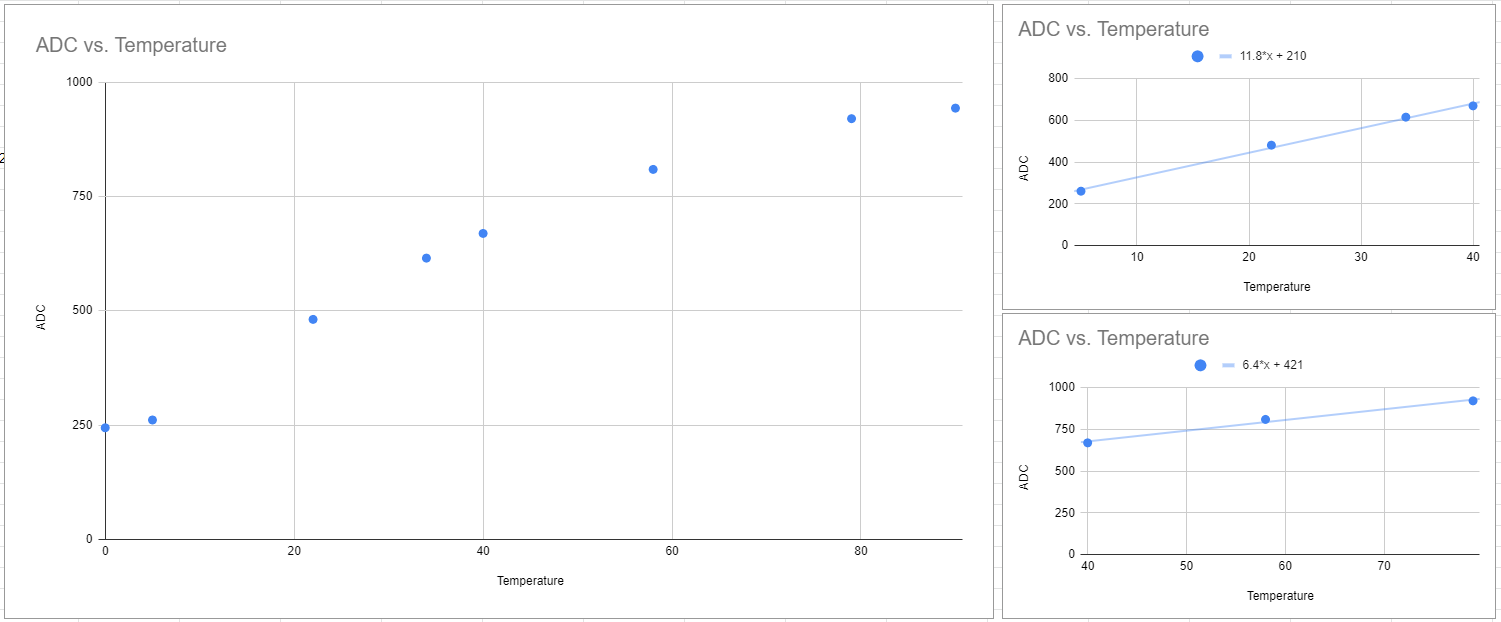 ADC vs. Temperature
1000
750
500
250
0
ADC
0 20 40 60 80
Temperature
2
ADC vs. Temperature
11.8*x + 210
800
600
400
200
0
ADC
10 20 30 40
Temperature
ADC vs. Temperature
6.4*x + 421
1000
750
500
250
0
ADC
40 50 60 70
Temperature